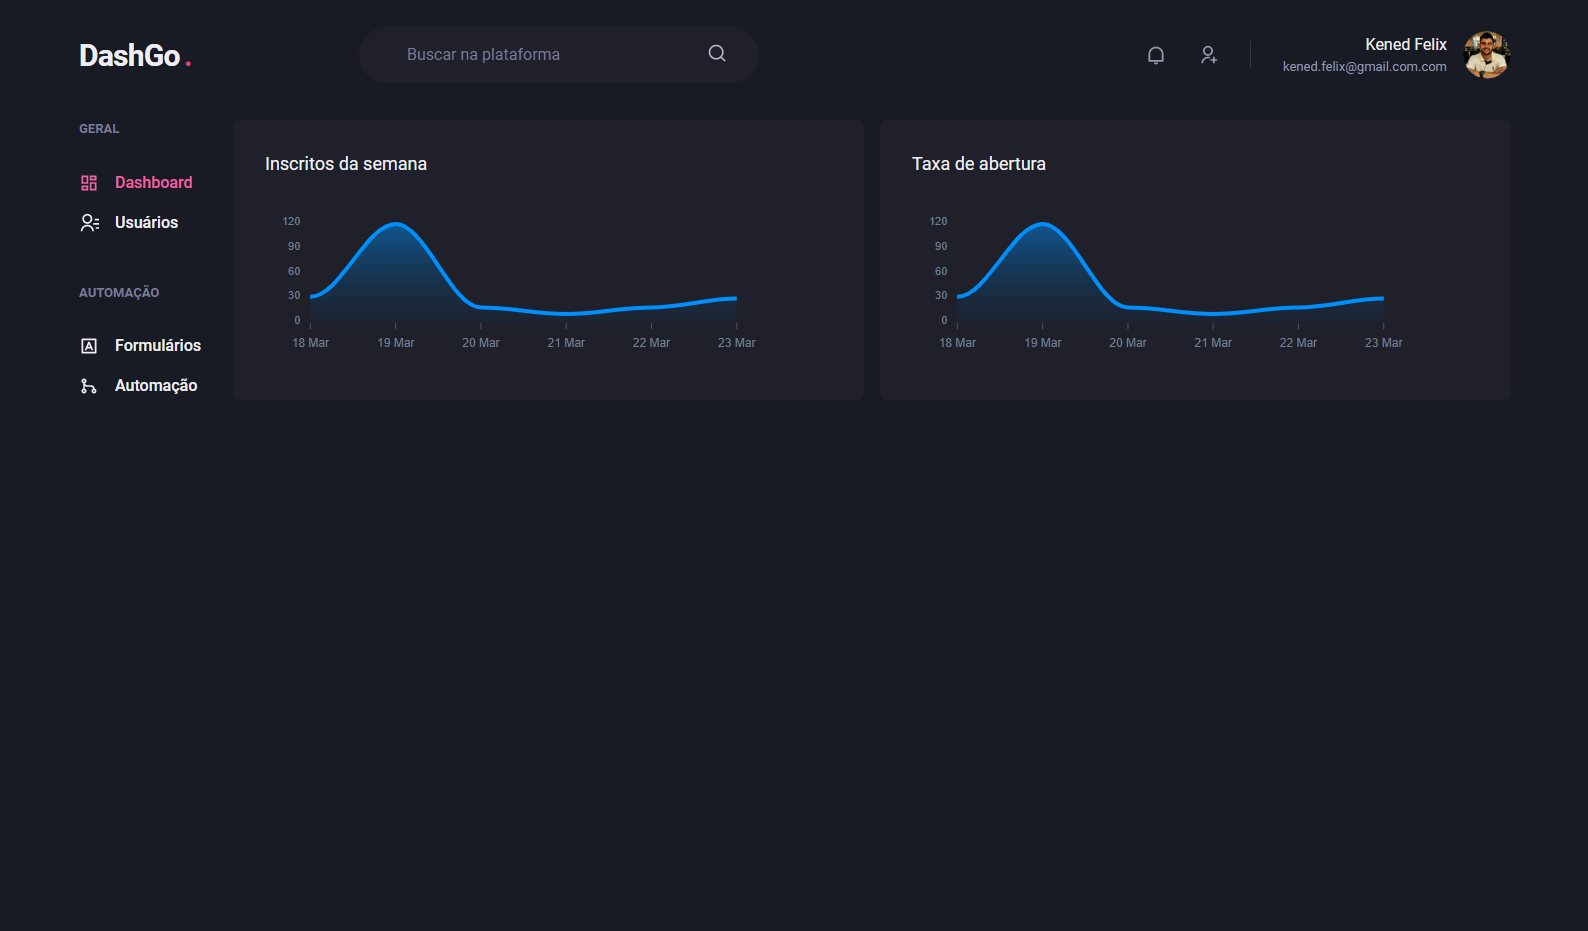 DashGo.
Buscar na plataforma
Kened Felix
kened.felix@gmail.com.com
GERAL
Dashboard
Usuários
AUTOMAÇÃO
Formulários
Automação
Inscritos da semana
120
90
60
30
0
18 Mar 19 Mar 20 Mar 21 Mar 22 Mar 23 Mar
Taxa de abertura
120
90
60
30
0
18 Mar 19 Mar 20 Mar 21 Mar 22 Mar 23 Mar